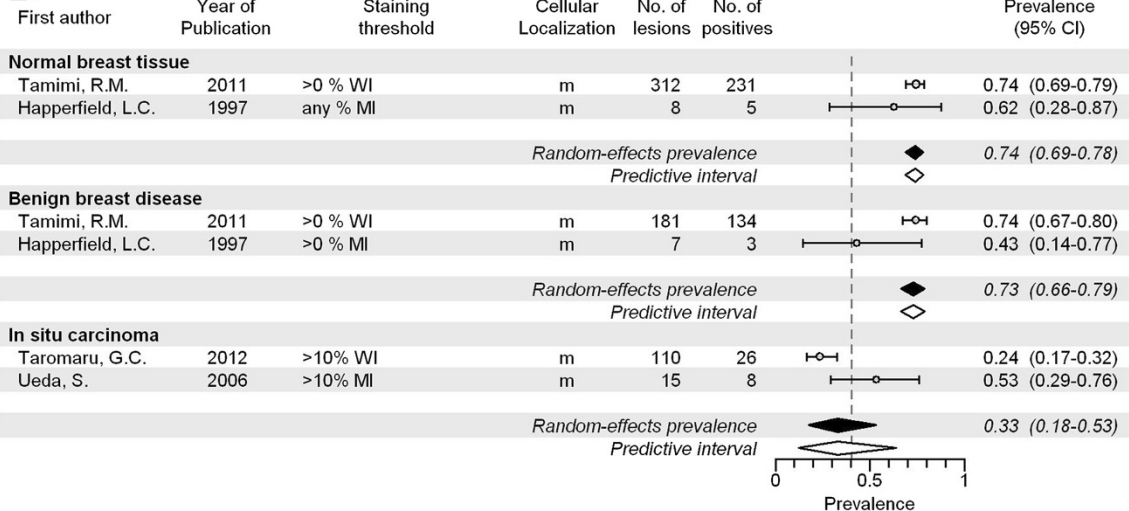 First author Year of Publication Staining threshold Cellular Localization No. of lesions No. of positives Prevalence (95% CI)
Normal breast tissue
Tamimi, R.M. 2011 >0 % WI m 312 231 0.74 (0.69-0.79)
Happerfield, L.C. 1997 any % MI m 8 5 0.62 (0.28-0.87)
Random-effects prevalence 0.74 (0.69-0.78)
Predictive interval
Benign breast disease
Tamimi, R.M. 2011 >0 % WI m 181 134 0.74 (0.67-0.80)
Happerfield, L.C. 1997 >0 % MI m 7 3 0.43 (0.14-0.77)
Random-effects prevalence 0.73 (0.66-0.79)
Predictive interval
In situ carcinoma
Taromaru, G.C. 2012 >10% WI m 110 26 0.24 (0.17-0.32)
Ueda, S. 2006 >10% MI m 15 8 0.53 (0.29-0.76)
Random-effects prevalence 0.33 (0.18-0.53)
Predictive interval
0 0.5 1
Prevalence